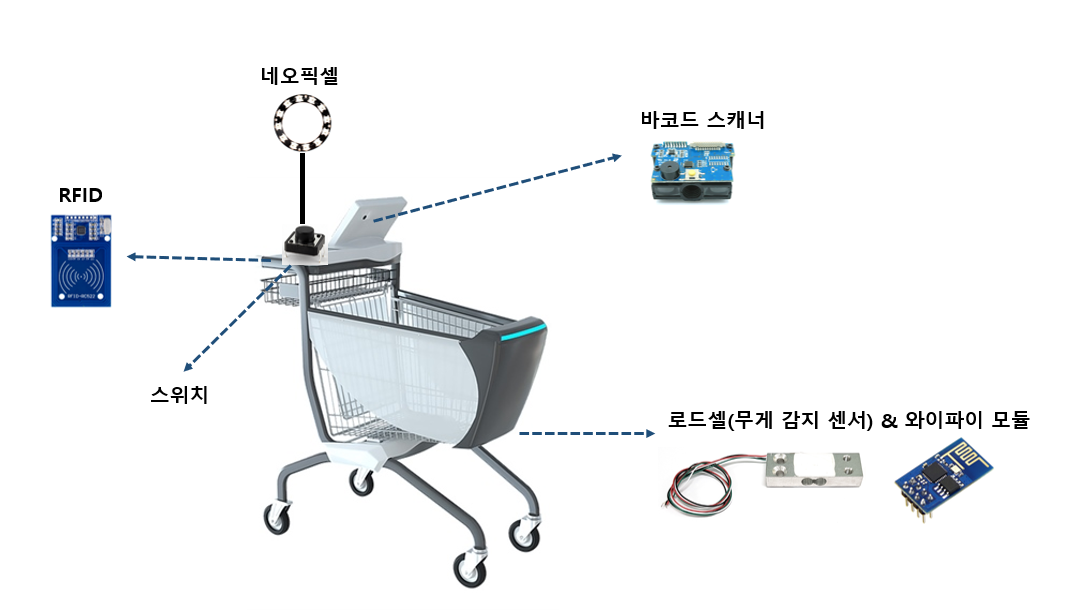 네오픽셀
바코드 스캐너
RFID
RFID-RC522
스위치
로드셀(무게 감지 센서) & 와이파이 모듈